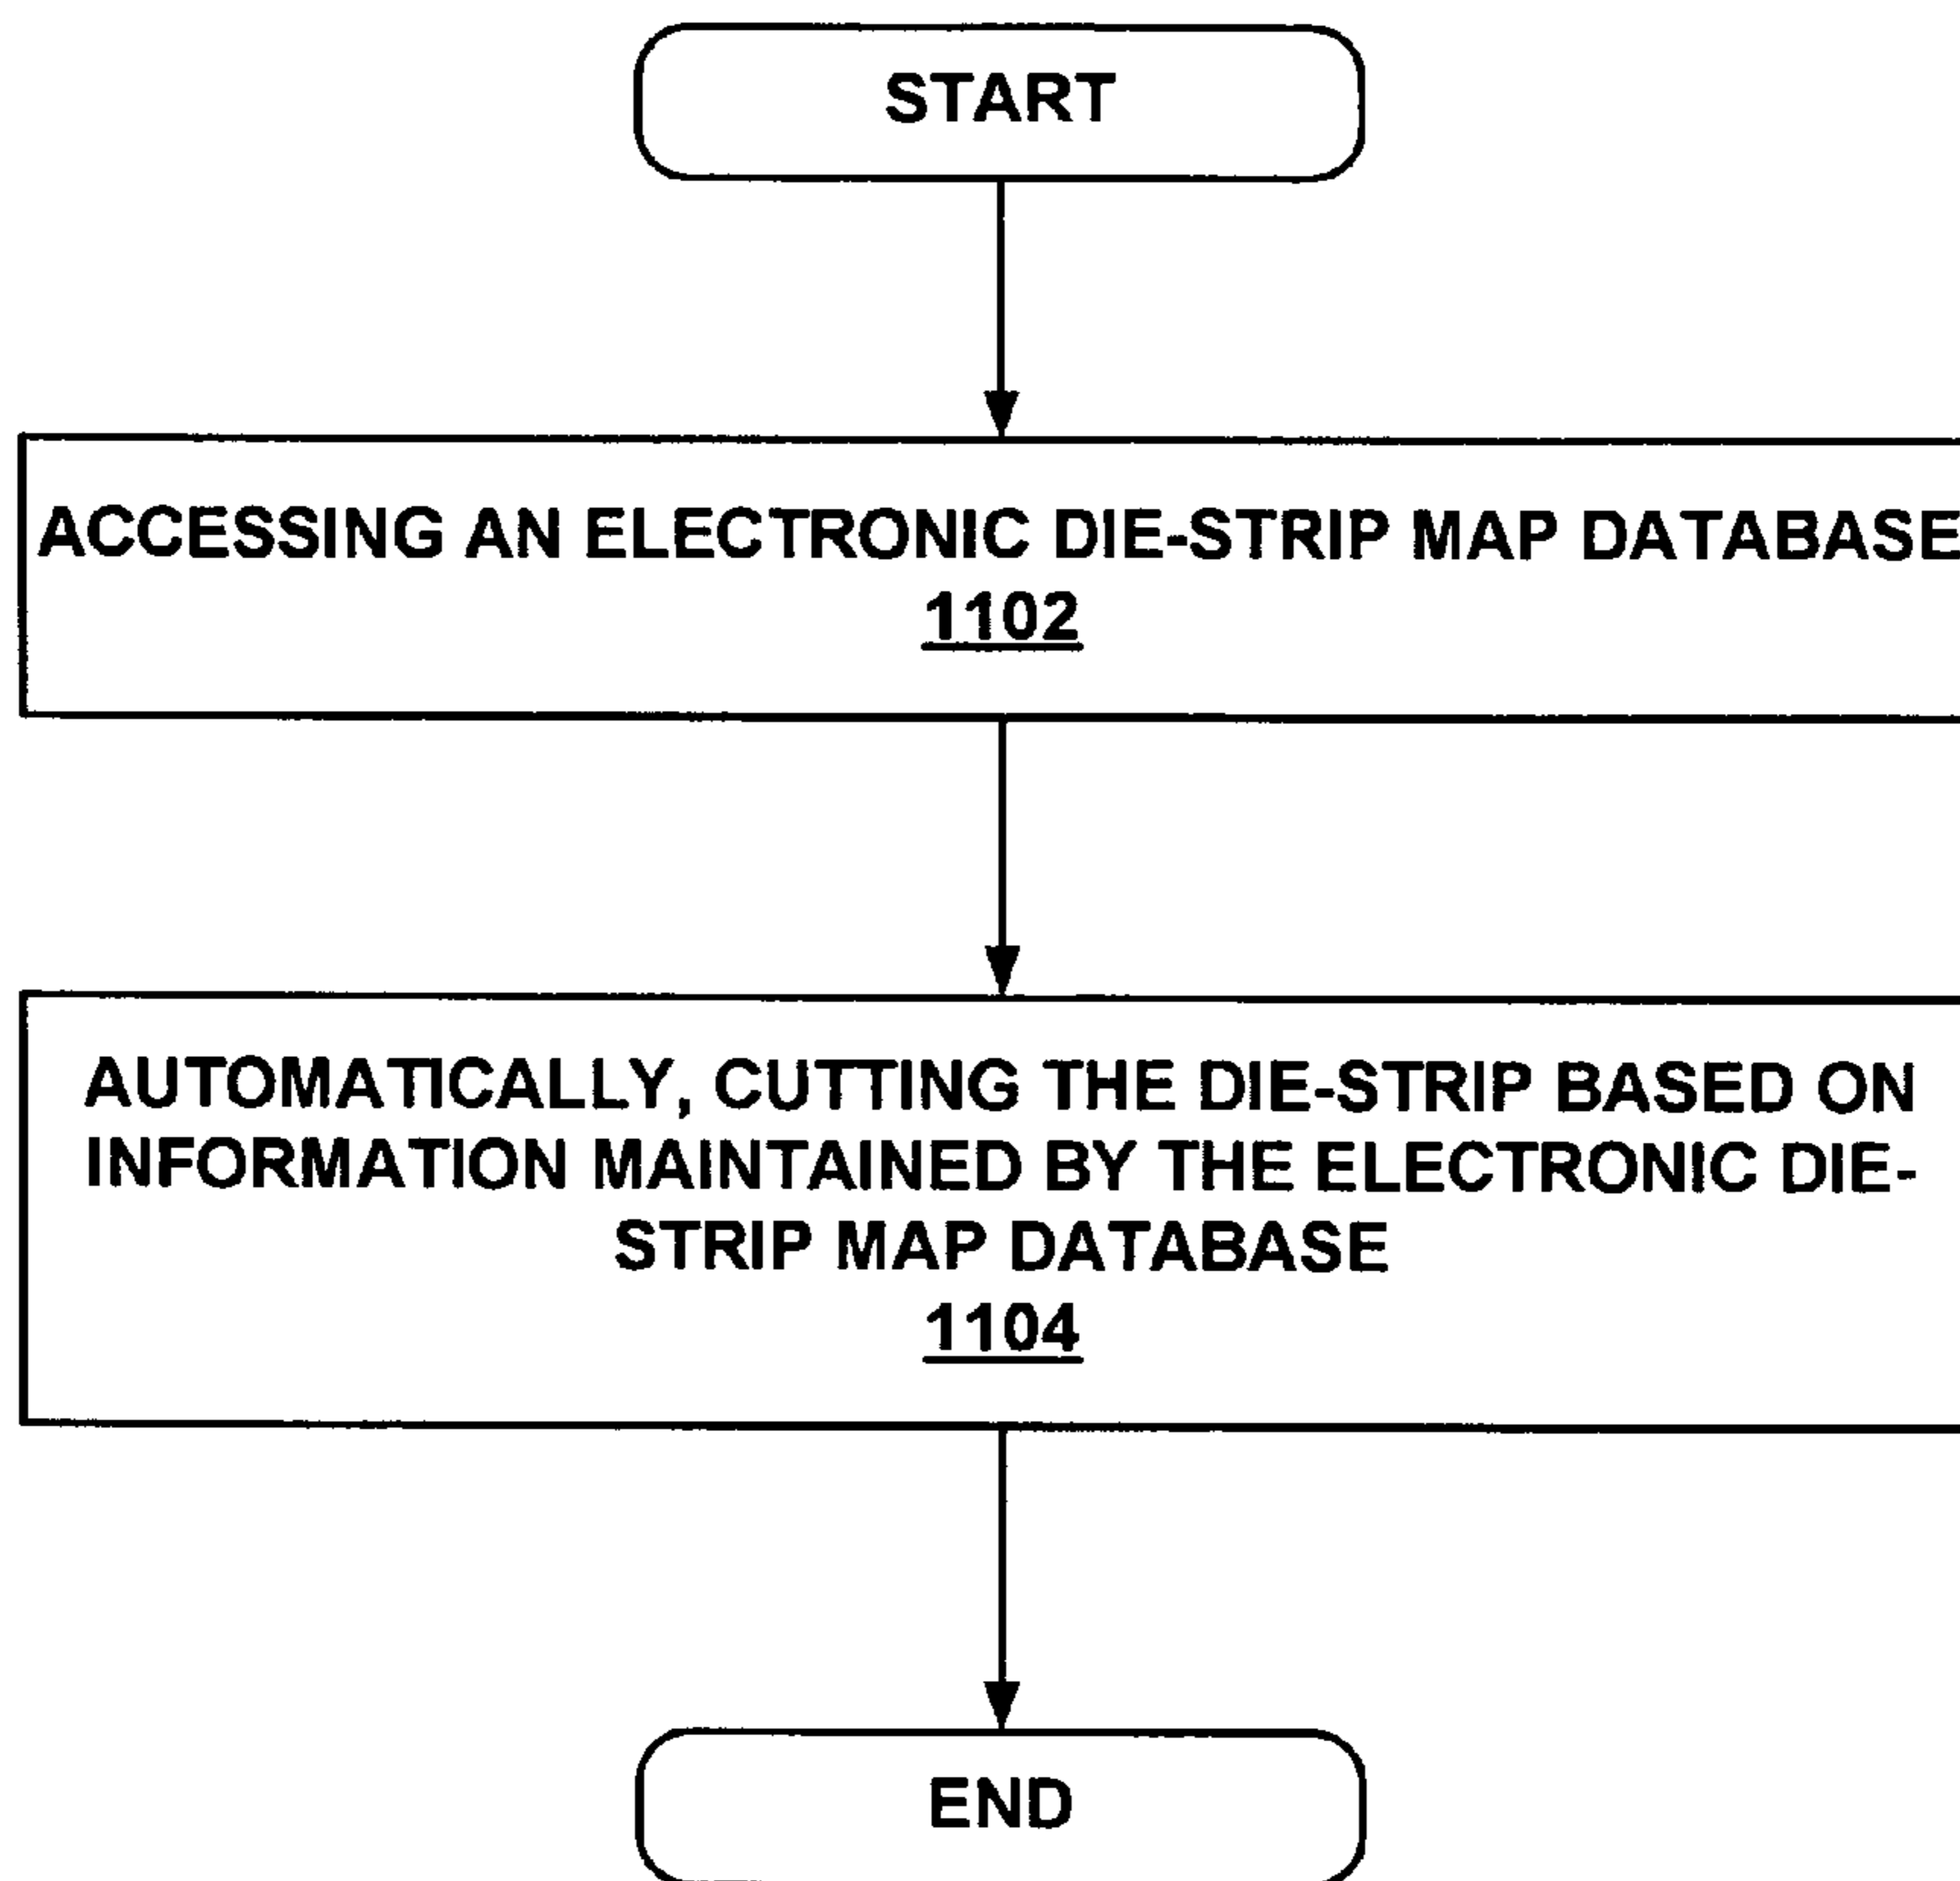 START
ACCESSING AN ELECTRONIC DIE-STRIP MAP DATABASE
1102
AUTOMATICALLY, CUTTING THE DIE-STRIP BASED ON
INFORMATION MAINTAINED BY THE ELECTRONIC DIE-
STRIP MAP DATABASE
1104
END